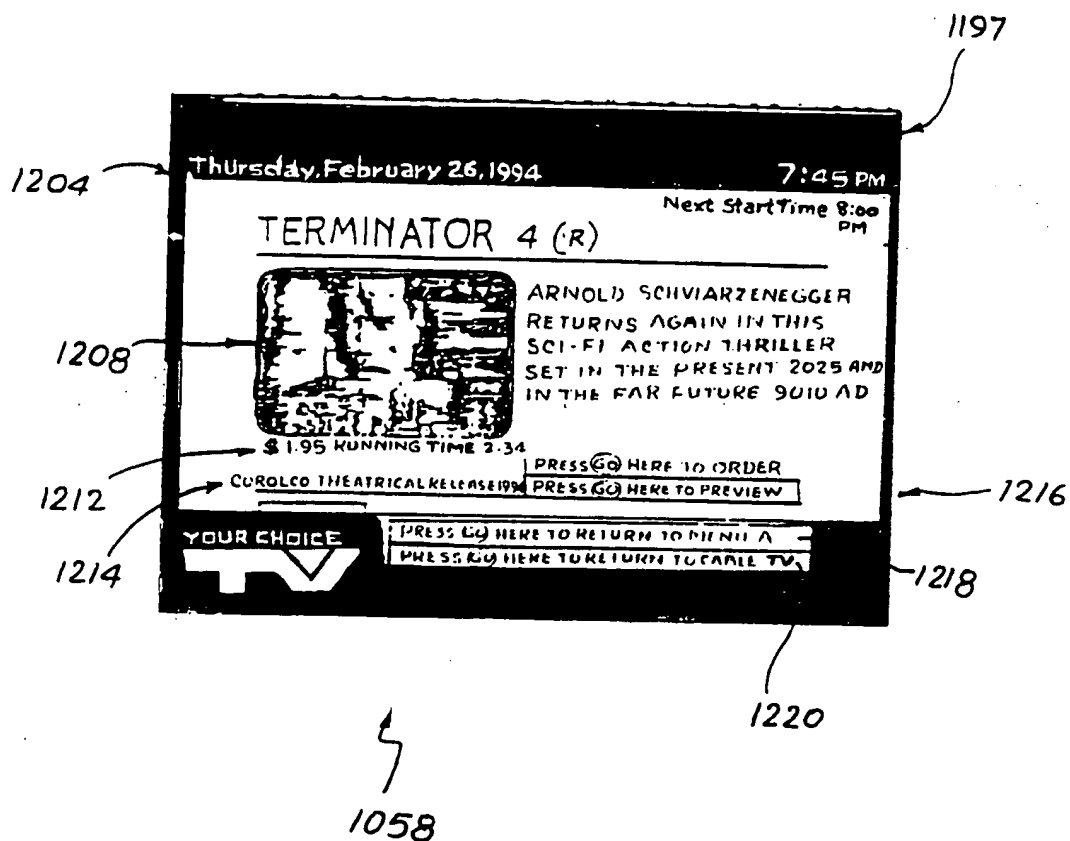 1197
Thursday, February 26, 1994 7:45 PM
1204
Next Start Time 8:00
PM
TERMINATOR 4 (R)
ARNOLD SCHVIARZENEGGER
RETURNS AGAIN IN THIS
SCI-FI ACTION THRILLER
SET IN THE PRESENT 2025 AND
IN THE FAR FUTURE 9010 AD
1208
$1.95 RUNNING TIME 2.34
1212
PRESS GO HERE TO ORDER
COROLCO THEATRICAL RELEASE
PRESS GO HERE TO PREVIEW
1216
1214
YOUR CHOICE
TV
PRESS GO HERE TO RETURN TO MENU A
PRESS GO HERE TO RETURN TO CABLE TV
1218
1220
1058